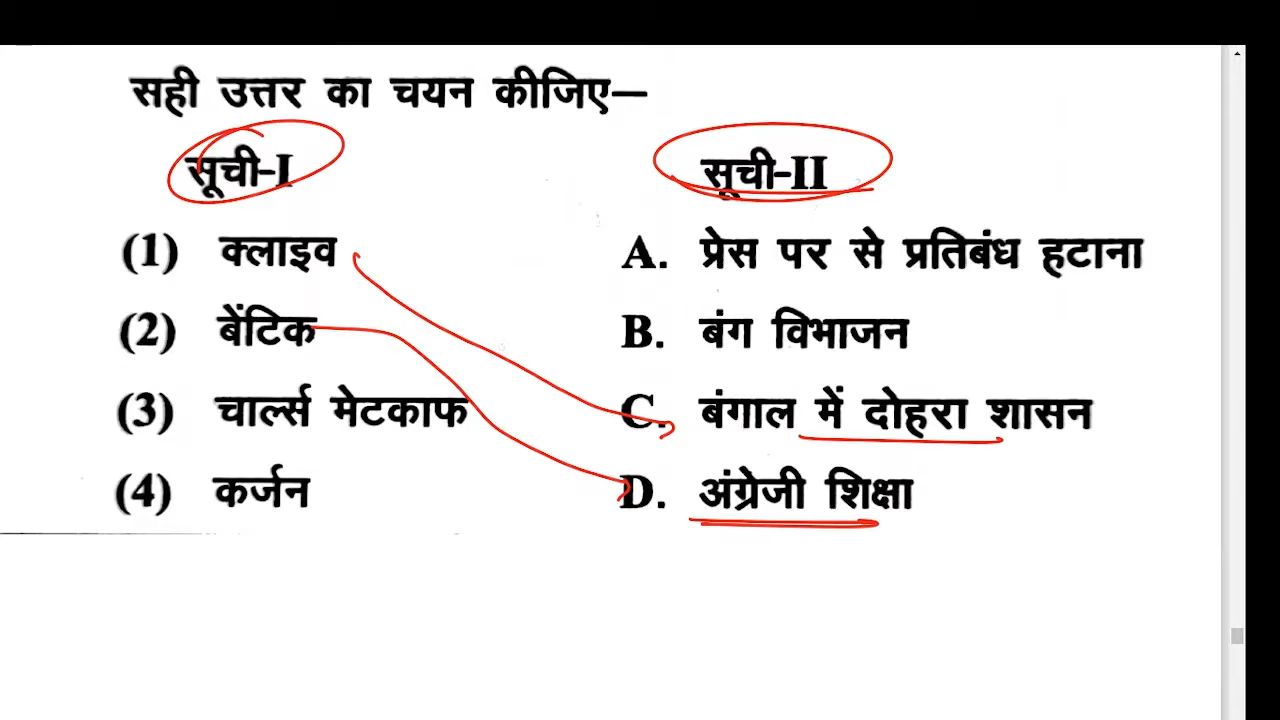 सही उत्तर का चयन कीजिए—
सूची-I सूची-II
(1) क्लाइव A. प्रेस पर से प्रतिबंध हटाना
(2) बेंटिक B. बंग विभाजन
(3) चार्ल्स मेटकाफ C. बंगाल में दोहरा शासन
(4) कर्जन D. अंग्रेजी शिक्षा